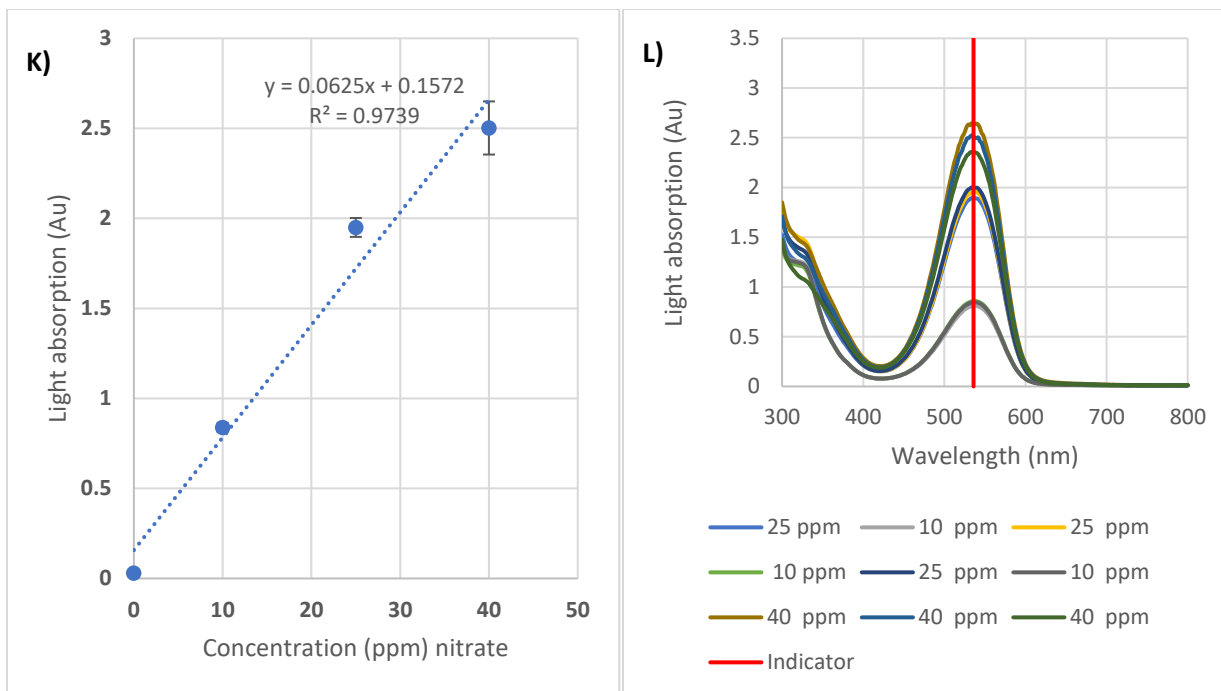 K)
y = 0.0625x + 0.1572
R² = 0.9739
Light absorption (Au)
3
2.5
2
1.5
1
0.5
0
0 10 20 30 40 50
Concentration (ppm) nitrate
L)
Light absorption (Au)
3.5
3
2.5
2
1.5
1
0.5
0
300 400 500 600 700 800
Wavelength (nm)
25 ppm 10 ppm 25 ppm
10 ppm 25 ppm 10 ppm
40 ppm 40 ppm 40 ppm
Indicator